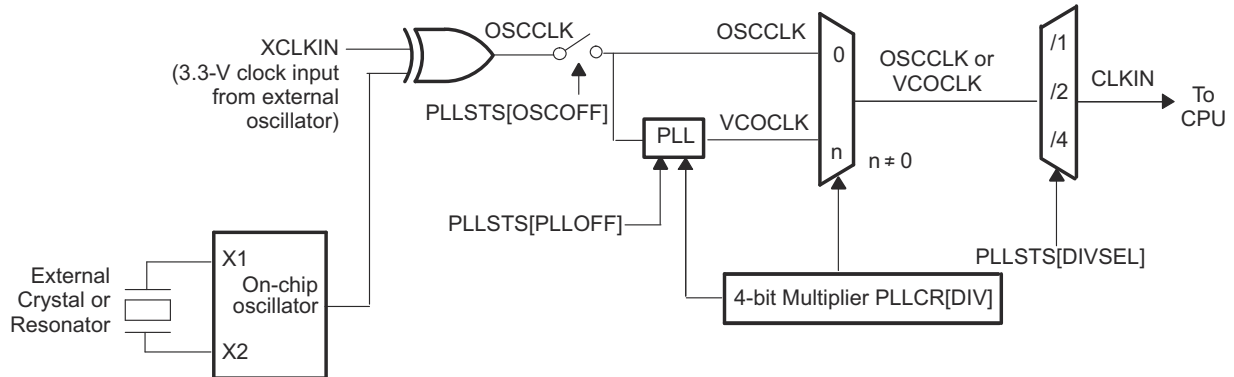 XCLKIN
(3.3-V clock input
from external
oscillator)
OSCCLK
PLLSTS[OSCOFF]
OSCCLK
0
PLL
VCOCLK
n
n ≠ 0
OSCCLK or
VCOCLK
/1
/2
/4
CLKIN
To
CPU
PLLSTS[PLLOFF]
PLLSTS[DIVSEL]
4-bit Multiplier PLLCR[DIV]
External
Crystal or
Resonator
X1
On-chip
oscillator
X2